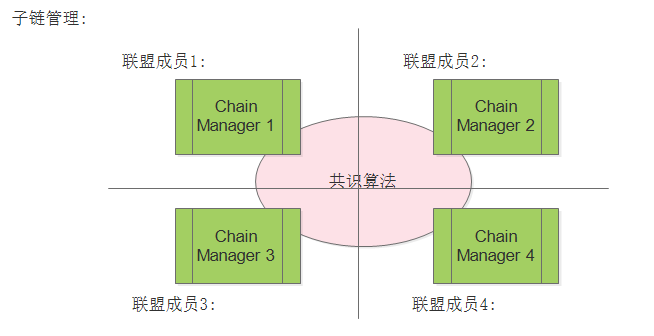 子链管理:
联盟成员1:
联盟成员2:
Chain
Manager 1
Chain
Manager 2
共识算法
Chain
Manager 3
Chain
Manager 4
联盟成员3:
联盟成员4: